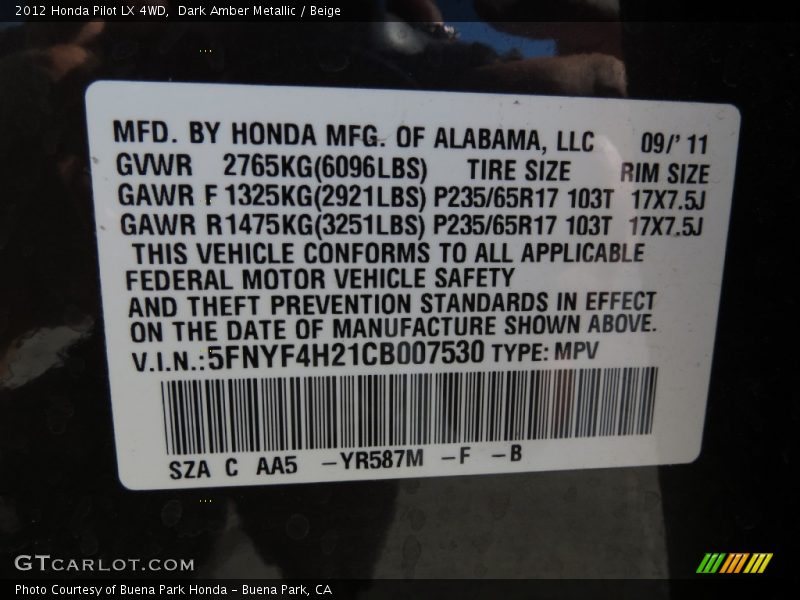 2012 Honda Pilot LX 4WD,  Dark Amber Metallic / Beige
MFD. BY HONDA MFG. OF ALABAMA, LLC 09/' 11
GVWR 2765KG(6096LBS) TIRE SIZE RIM SIZE
GAWR F 1325KG(2921LBS) P235/65R17 103T 17X7.5J
GAWR R1475KG(3251LBS) P235/65R17 103T 17X7.5J
THIS VEHICLE CONFORMS TO ALL APPLICABLE
FEDERAL MOTOR VEHICLE SAFETY
AND THEFT PREVENTION STANDARDS IN EFFECT
ON THE DATE OF MANUFACTURE SHOWN ABOVE.
V.I.N.:5FNYF4H21CB007530 TYPE: MPV
SZA C AA5 –YR587M –F –B
GTCARLOT.COM
Photo Courtesy of Buena Park Honda – Buena Park, CA